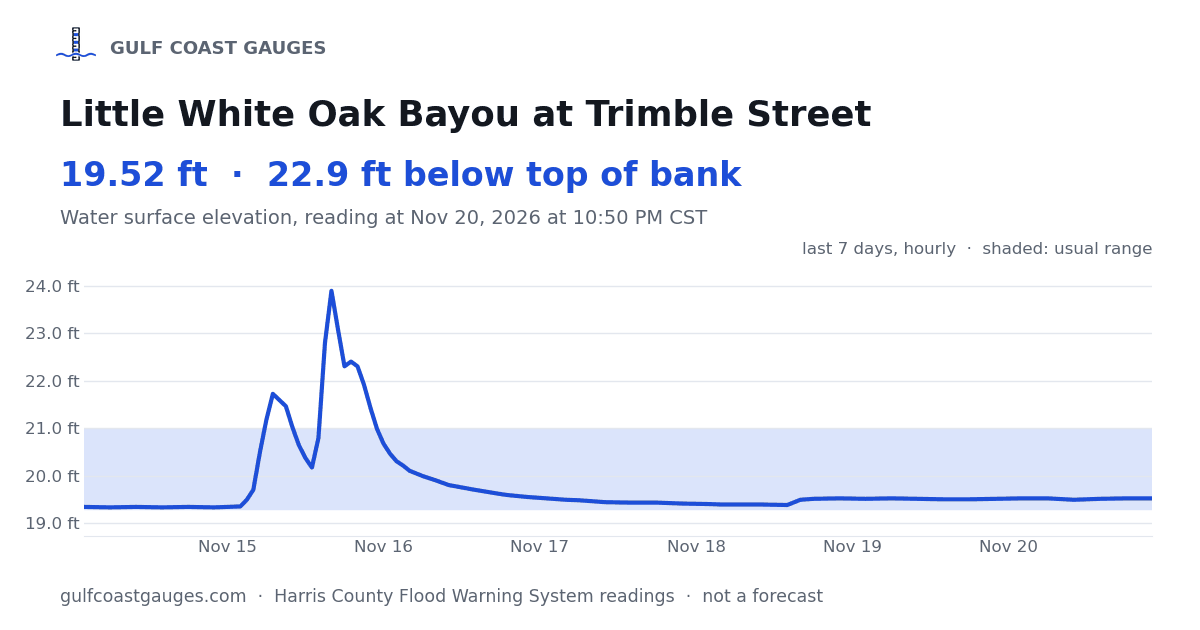 GULF COAST GAUGES
Little White Oak Bayou at Trimble Street
19.52 ft · 22.9 ft below top of bank
Water surface elevation, reading at Nov 20, 2026 at 10:50 PM CST
last 7 days, hourly · shaded: usual range
24.0 ft
23.0 ft
22.0 ft
21.0 ft
20.0 ft
19.0 ft
Nov 15 Nov 16 Nov 17 Nov 18 Nov 19 Nov 20
gulfcoastgauges.com · Harris County Flood Warning System readings · not a forecast